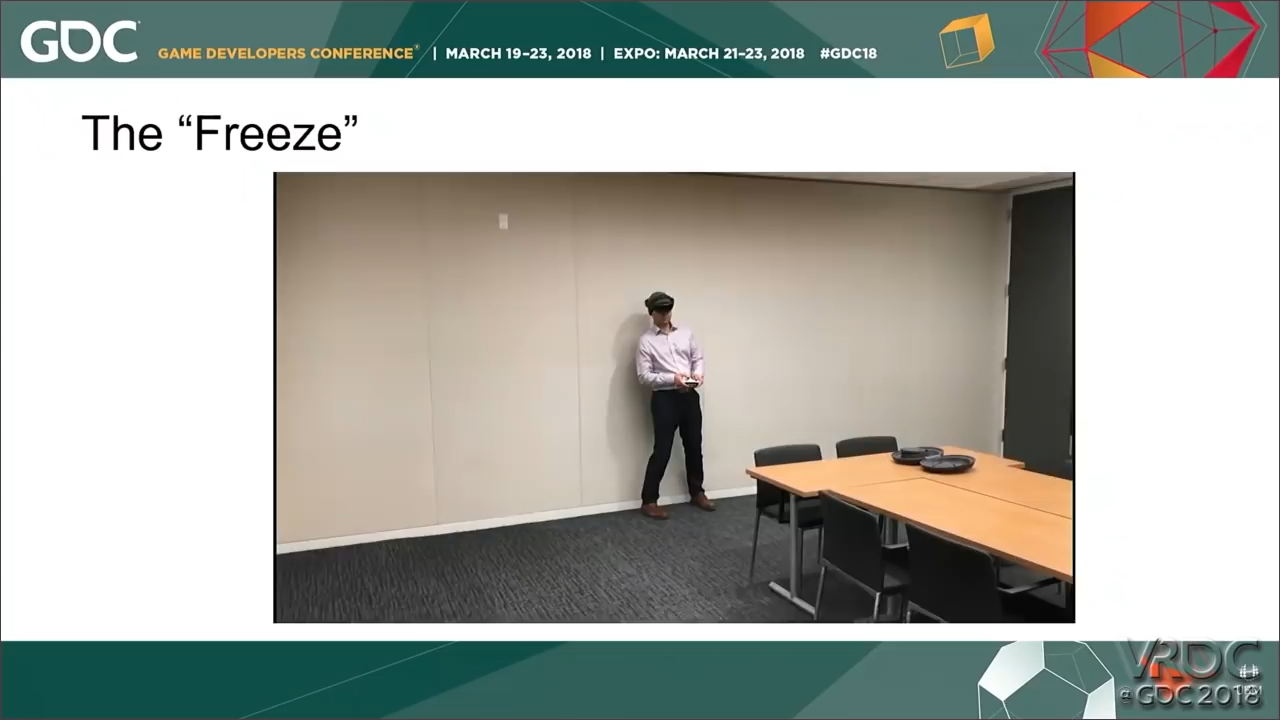 GDC
GAME DEVELOPERS CONFERENCE® | MARCH 19–23, 2018 | EXPO: MARCH 21–23, 2018 #GDC18
The “Freeze”
VRDC
@ GDC 2018